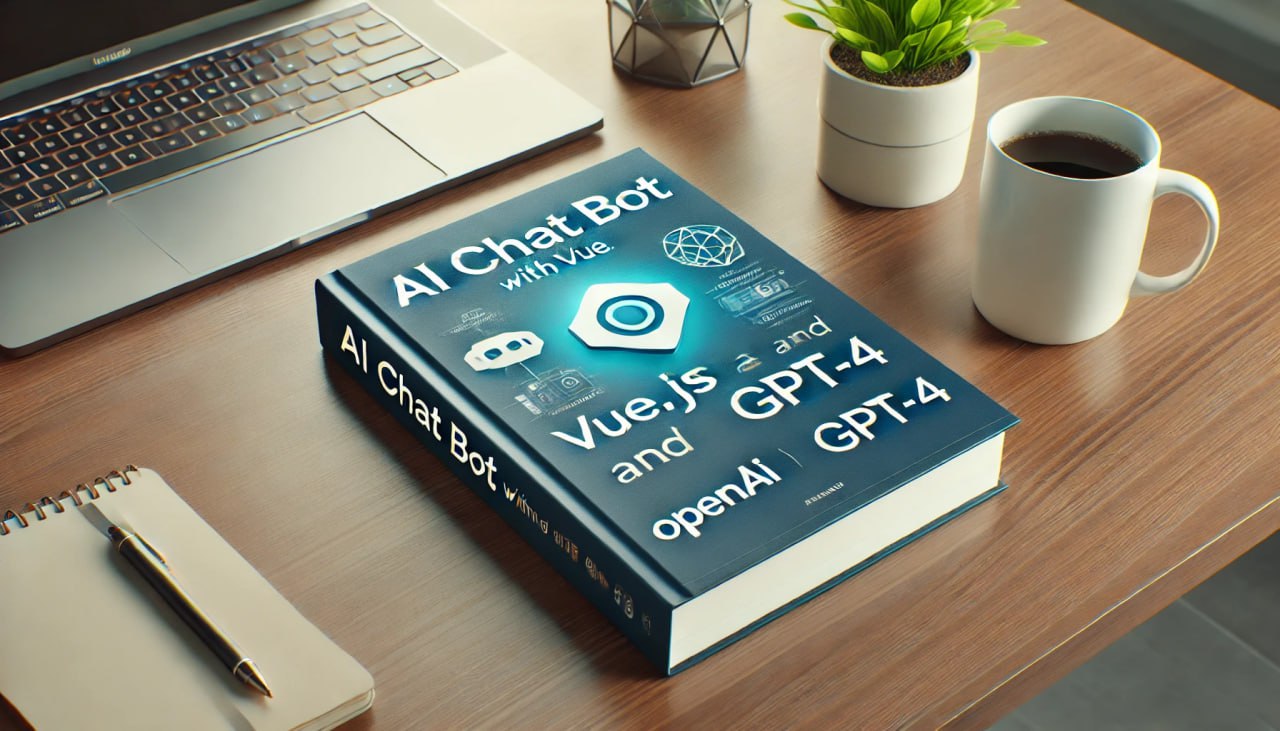 AI Chat Bot
with Vue.
Vue.js and
and GPT-4
openAi GPT-4
AI Chat Bot